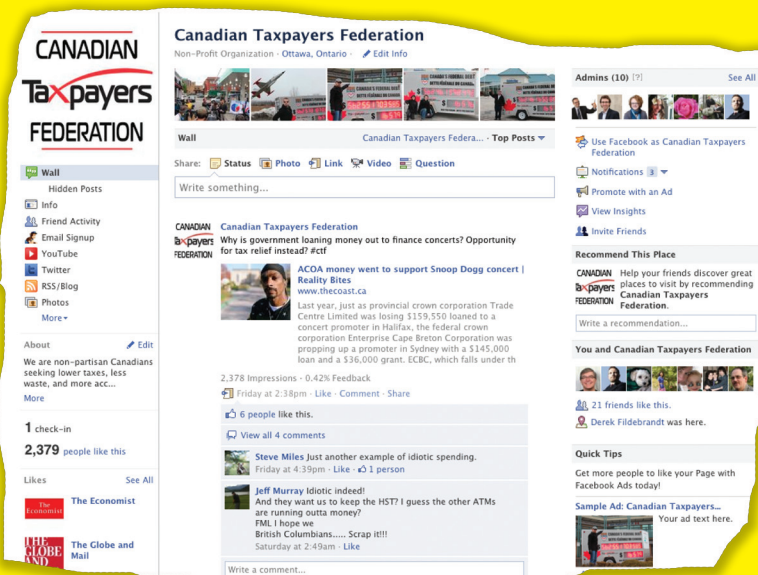 CANADIAN
Taxpayers
FEDERATION
Wall
Hidden Posts
Info
Friend Activity
Email Signup
YouTube
Twitter
RSS/Blog
Photos
More
About
Edit
We are non-partisan Canadians
seeking lower taxes, less
waste, and more acc...
More
1 check-in
2,379 people like this
Likes See All
The Economist
The Economist
THE GLOBE AND
The Globe and
Mail
Canadian Taxpayers Federation
Non-Profit Organization · Ottawa, Ontario · Edit Info
Wall Canadian Taxpayers Federa... · Top Posts
Share: Status Photo Link Video Question
Write something...
CANADIAN
Taxpayers
FEDERATION
Canadian Taxpayers Federation
Why is government loaning money out to finance concerts? Opportunity
for tax relief instead? #ctf
ACOA money went to support Snoop Dogg concert |
Reality Bites
www.thecoast.ca
Last year, just as provincial crown corporation Trade
Centre Limited was losing $159,550 loaned to a
concert promoter in Halifax, the federal crown
corporation Enterprise Cape Breton Corporation was
propping up a promoter in Sydney with a $145,000
loan and a $36,000 grant. ECBC, which falls under th
2,378 Impressions · 0.42% Feedback
Friday at 2:38pm · Like · Comment · Share
6 people like this.
View all 4 comments
Steve Miles Just another example of idiotic spending.
Friday at 4:39pm · Like · 1 person
Jeff Murray Idiotic indeed!
And they want us to keep the HST? I guess the other ATMs
are running outta money?
FML I hope we
British Columbians..... Scrap it!!!
Saturday at 2:49am · Like
Write a comment...
Admins (10) [?] See All
Use Facebook as Canadian Taxpayers
Federation
Notifications 3
Promote with an Ad
View Insights
Invite Friends
Recommend This Place
CANADIAN
Taxpayers
FEDERATION
Help your friends discover great
places to visit by recommending
Canadian Taxpayers
Federation.
Write a recommendation...
You and Canadian Taxpayers Federation
21 friends like this.
Derek Fildebrandt was here.
Quick Tips
Get more people to like your Page with
Facebook Ads today!
Sample Ad: Canadian Taxpayers...
Your ad text here.